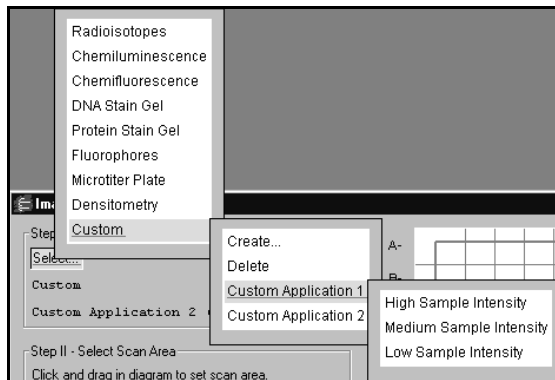 Radioisotopes
Chemiluminescence
Chemifluorescence
DNA Stain Gel
Protein Stain Gel
Fluorophores
Microtiter Plate
Densitometry
Custom
Select...
Custom
Custom Application 2
Create...
Delete
Custom Application 1
Custom Application 2
A-
B-
High Sample Intensity
Medium Sample Intensity
Low Sample Intensity
Step II - Select Scan Area
Click and drag in diagram to set scan area.